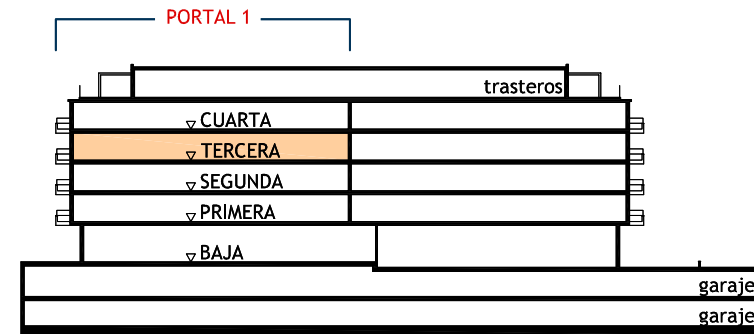 PORTAL 1
trasteros
CUARTA
TERCERA
SEGUNDA
PRIMERA
BAJA
garaje
garaje